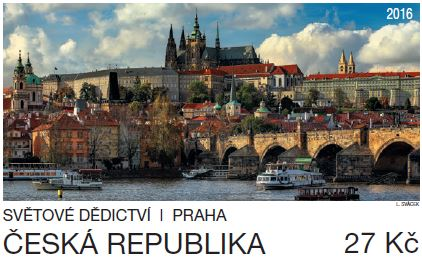 2016
L. SVÁČEK
SVĚTOVÉ DĚDICTVÍ | PRAHA
ČESKÁ REPUBLIKA 27 Kč